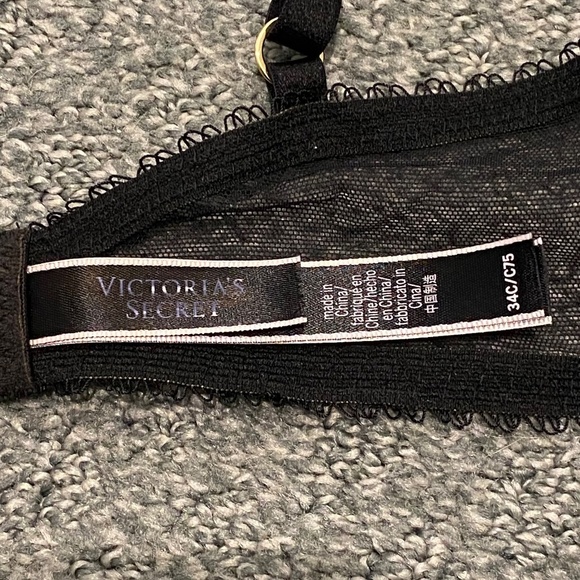 VICTORIA'S
SECRET
made in
China/
fabriqué en
Chine/hecho
en China/
fabbricato in
Cina/
中国制造
34C/C75